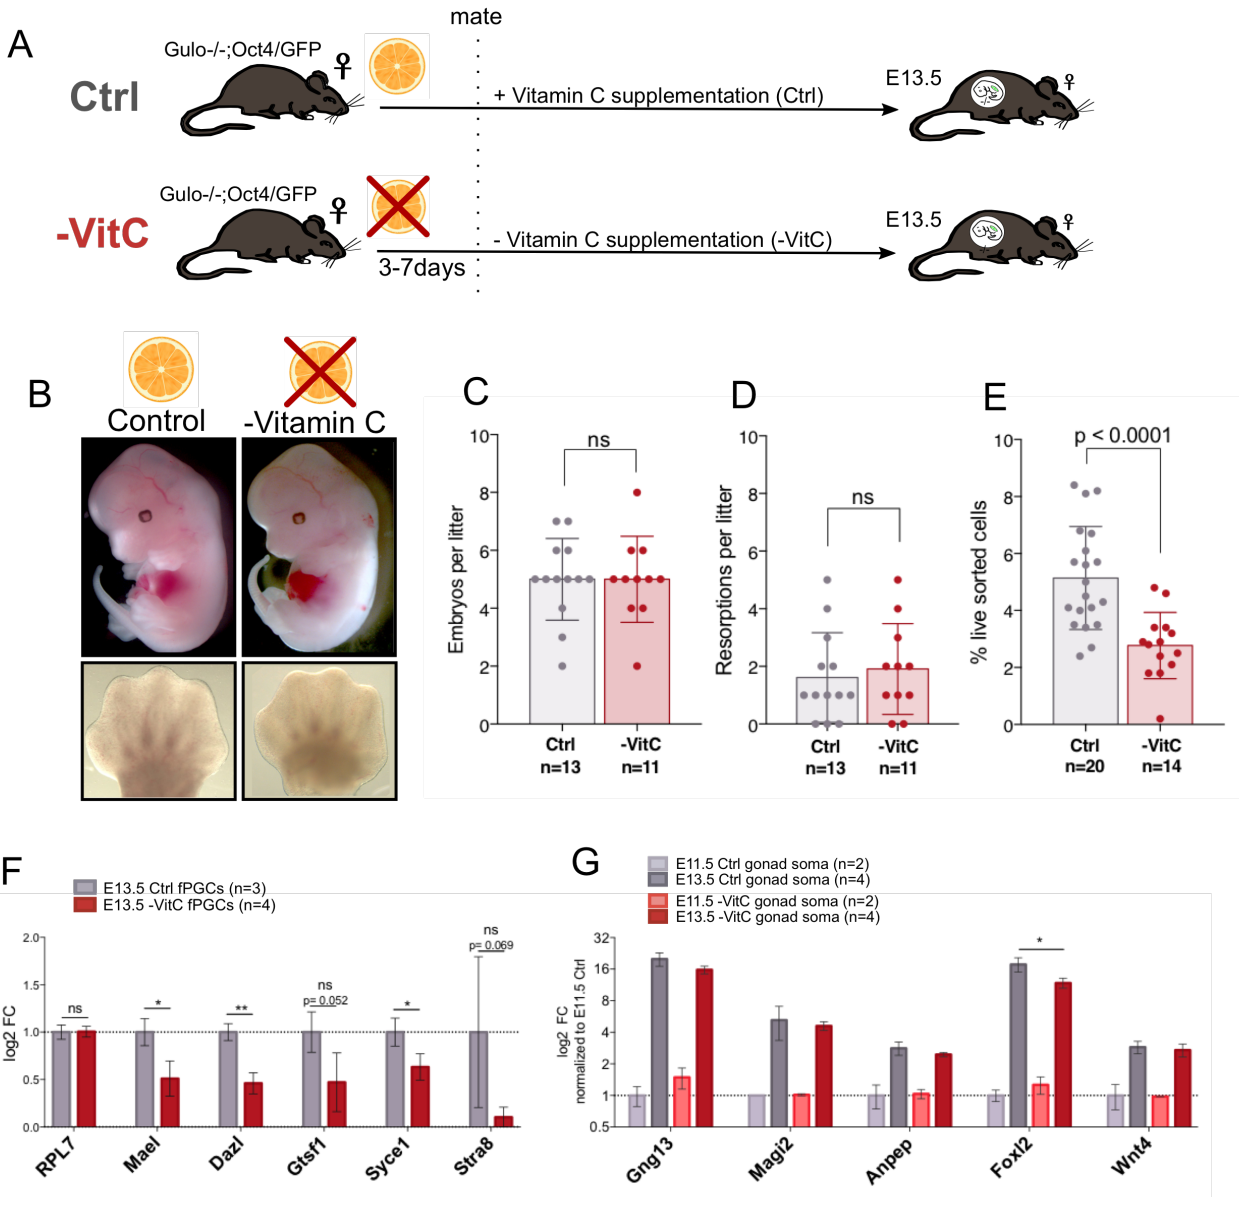 A
mate
Gulo-/-;Oct4/GFP
Ctrl
+ Vitamin C supplementation (Ctrl)
E13.5
Gulo-/-;Oct4/GFP
-VitC
- Vitamin C supplementation (-VitC)
E13.5
3-7days
B
Control
-Vitamin C
C
Embryos per litter
10
8
6
4
2
0
ns
Ctrl
n=13
-VitC
n=11
D
Resorptions per litter
10
8
6
4
2
0
ns
Ctrl
n=13
-VitC
n=11
E
% live sorted cells
10
8
6
4
2
0
p < 0.0001
Ctrl
n=20
-VitC
n=14
F
E13.5 Ctrl fPGCs (n=3)
E13.5 -VitC fPGCs (n=4)
log2 FC
2.0
1.5
1.0
0.5
0.0
ns
*
**
ns
p= 0.052
*
ns
p= 0.069
RPL7
Mael
Dazl
Gtsf1
Syce1
Stra8
G
E11.5 Ctrl gonad soma (n=2)
E13.5 Ctrl gonad soma (n=4)
E11.5 -VitC gonad soma (n=2)
E13.5 -VitC gonad soma (n=4)
log2 FC
normalized to E11.5 Ctrl
32
16
8
4
2
1
0.5
*
Gng13
Magi2
Anpep
Foxl2
Wnt4